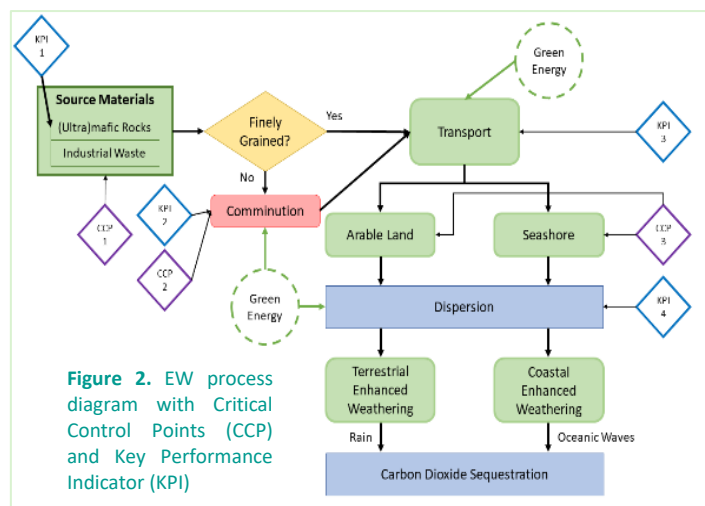 KPI
1
Source Materials
(Ultra)mafic Rocks
Industrial Waste
Finely
Grained?
Yes
No
Green
Energy
Transport
KPI
3
Comminution
KPI
2
CCP
1
CCP
2
Arable Land
Seashore
CCP
3
Green
Energy
Dispersion
KPI
4
Terrestrial
Enhanced
Weathering
Coastal
Enhanced
Weathering
Rain
Oceanic Waves
Carbon Dioxide Sequestration
Figure 2. EW process
diagram with Critical
Control Points (CCP)
and Key Performance
Indicator (KPI)